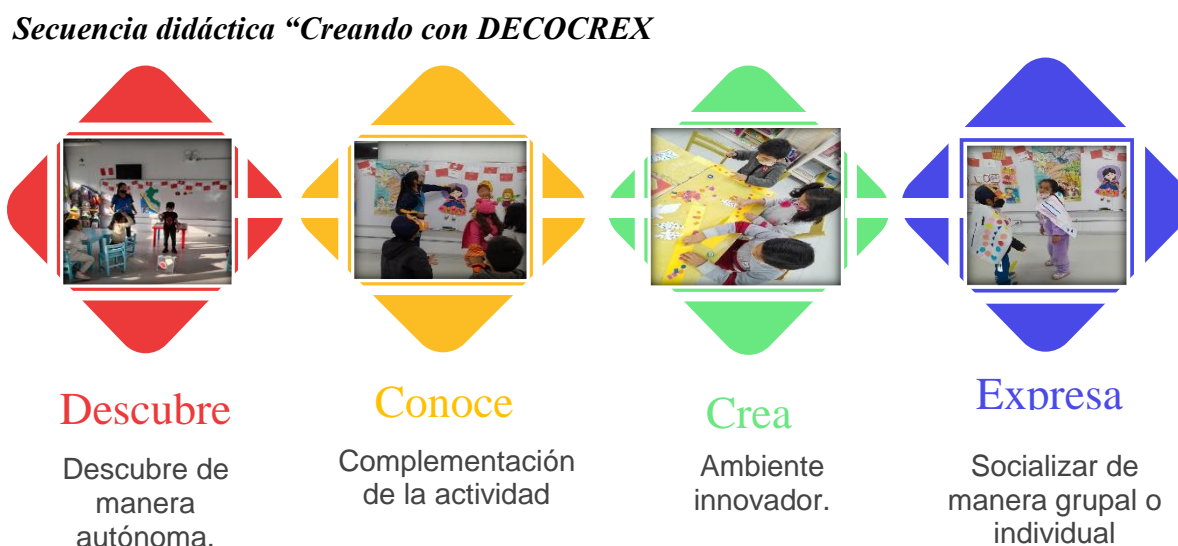 Secuencia didáctica “Creando con DECOCREX
Descubre
Descubre de
manera
autónoma.
Conoce
Complementación
de la actividad
Crea
Ambiente
innovador.
Expresa
Socializar de
manera grupal o
individual